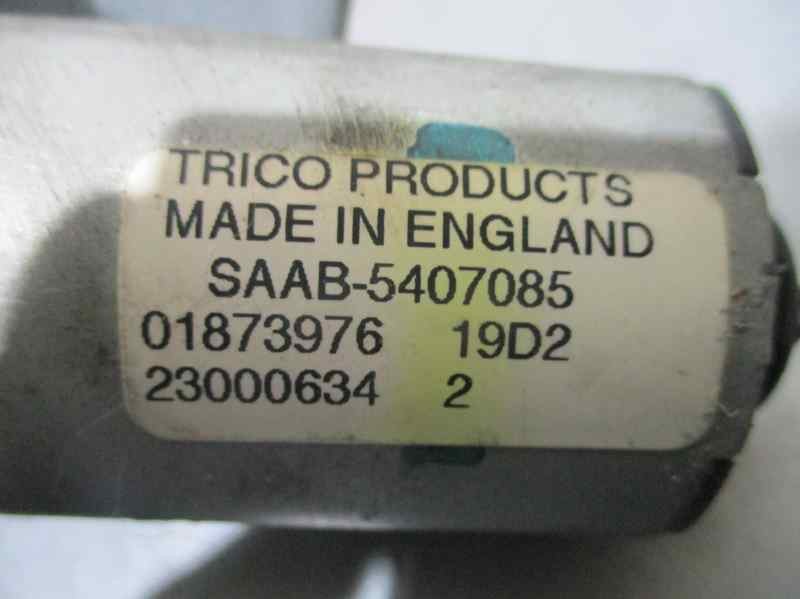 TRICO PRODUCTS
MADE IN ENGLAND
SAAB-5407085
01873976 19D2
23000634 2